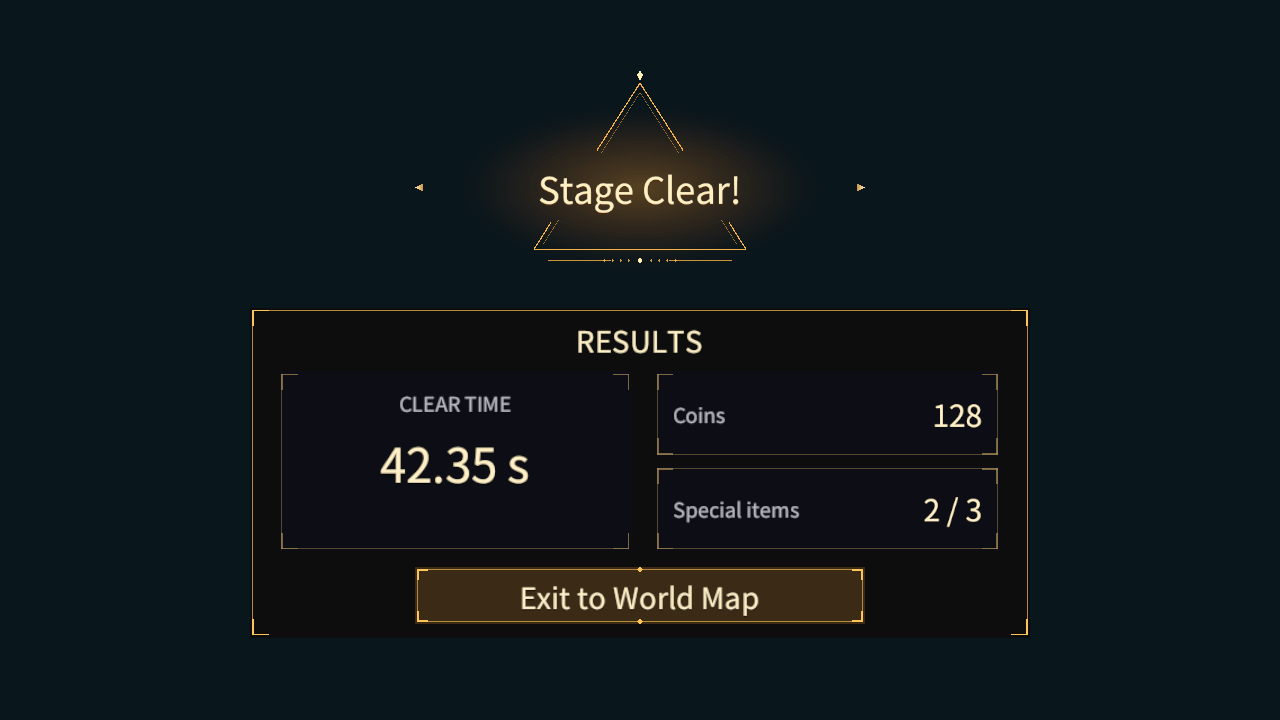 Stage Clear!
RESULTS
CLEAR TIME
42.35 s
Coins
128
Special items
2 / 3
Exit to World Map